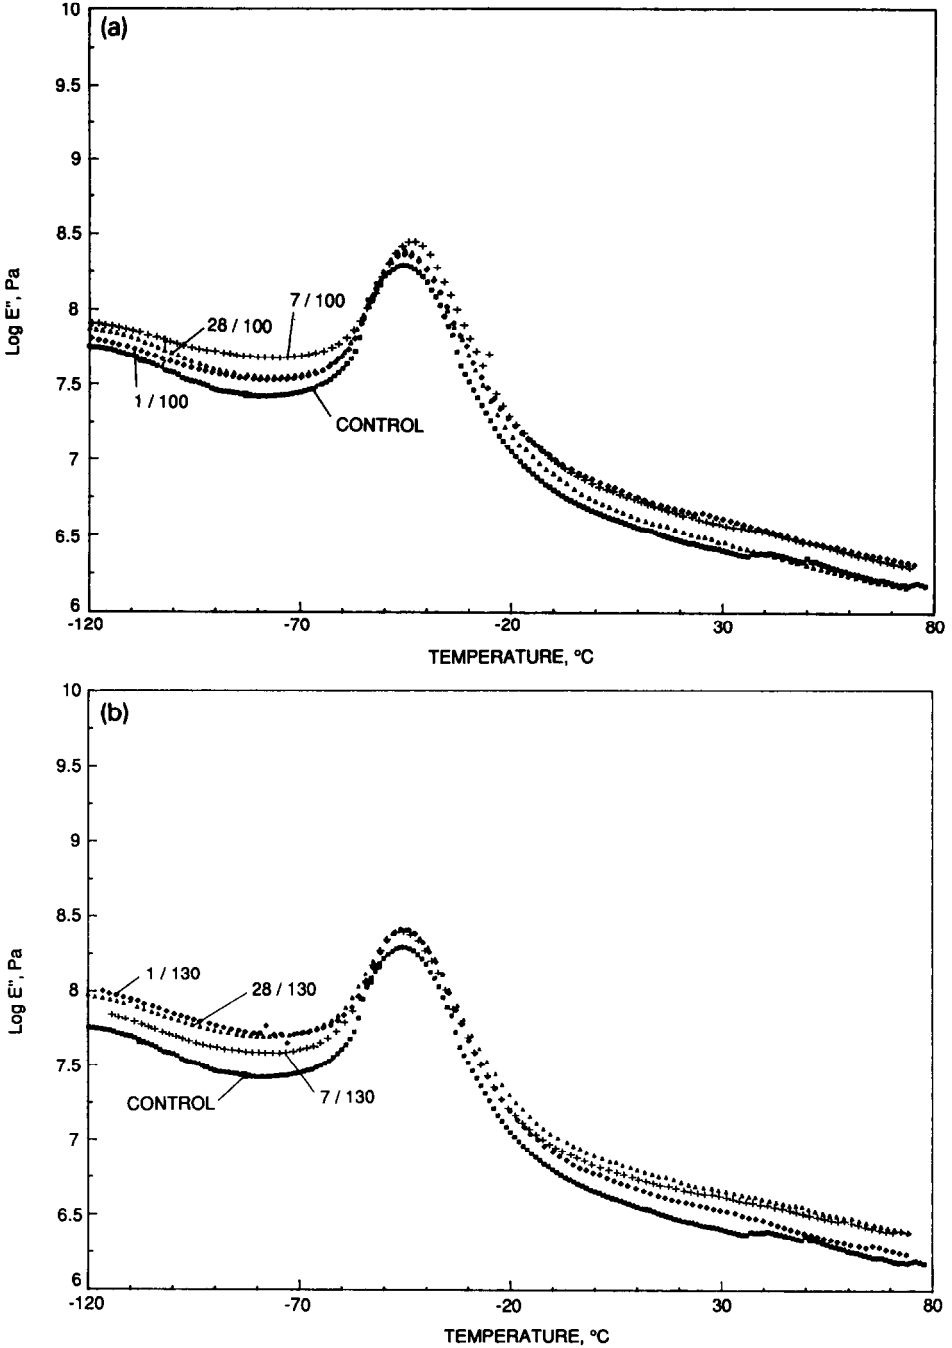 (a)
10
9.5
9
8.5
8
7.5
7
6.5
6
Log E", Pa
7 / 100
28 / 100
1 / 100
CONTROL
-120
-70
-20
30
80
TEMPERATURE, °C
(b)
10
9.5
9
8.5
8
7.5
7
6.5
6
Log E", Pa
1 / 130
28 / 130
7 / 130
CONTROL
-120
-70
-20
30
80
TEMPERATURE, °C